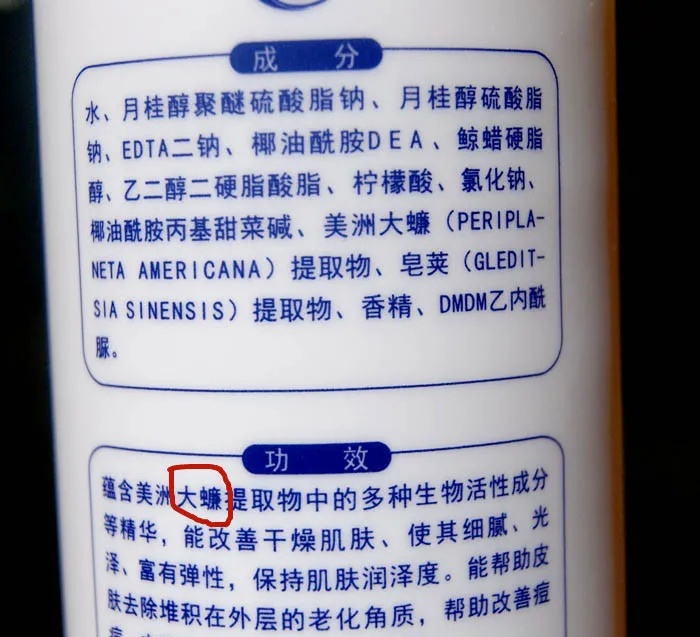 成 分
水、月桂醇聚醚硫酸脂钠、月桂醇硫酸脂
钠、EDTA二钠、椰油酰胺DEA、鲸蜡硬脂
醇、乙二醇二硬脂酸脂、柠檬酸、氯化钠、
椰油酰胺丙基甜菜碱、美洲大蠊（PERIPLA-
NETA AMERICANA）提取物、皂荚（GLEDIT-
SIA SINENSIS）提取物、香精、DMDM乙内酰
脲。
功 效
蕴含美洲大蠊提取物中的多种生物活性成分
等精华，能改善干燥肌肤、使其细腻、光
泽、富有弹性，保持肌肤润泽度。能帮助皮
肤去除堆积在外层的老化角质，帮助改善痘